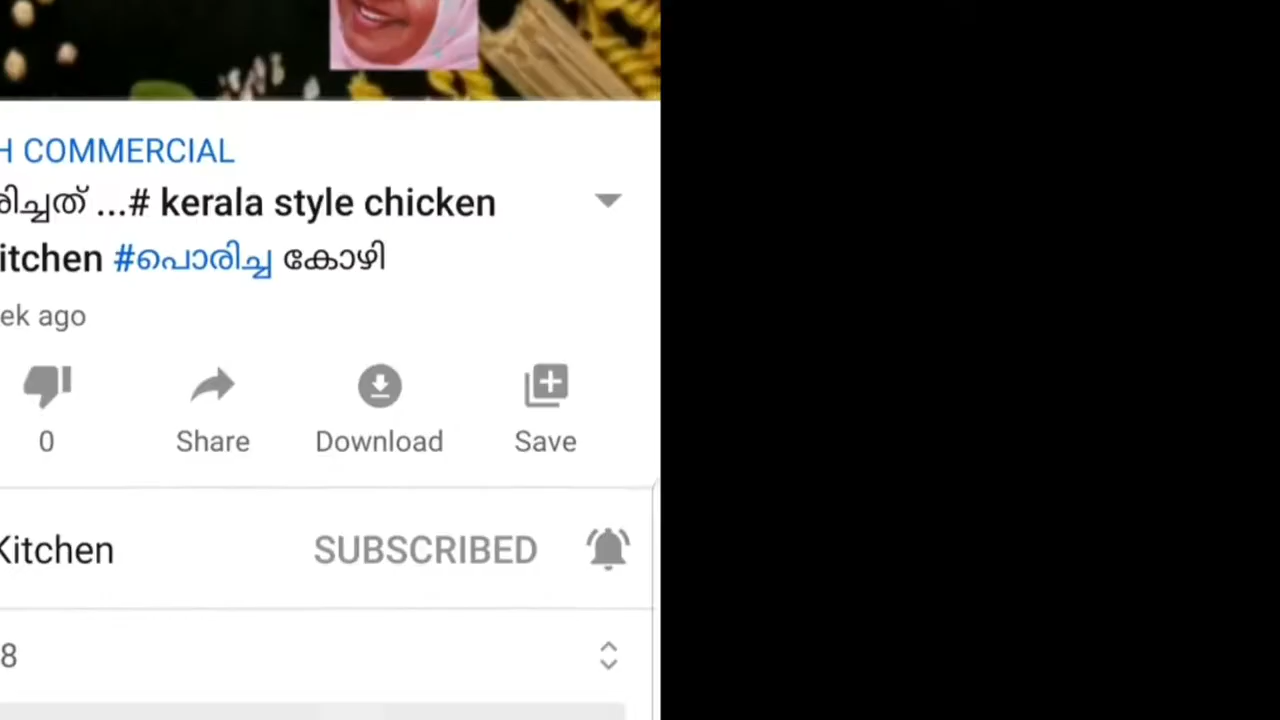 H COMMERCIAL
രിച്ചത് ...# kerala style chicken
itchen #പൊരിച്ച കോഴി
ek ago
0 Share Download Save
Kitchen SUBSCRIBED
8